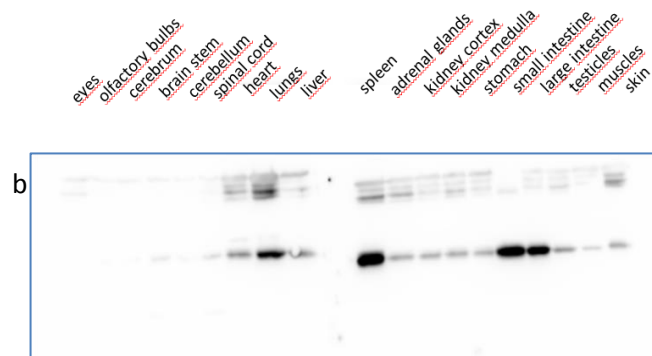 eyes
olfactory bulbs
cerebrum
brain stem
cerebellum
spinal cord
heart
lungs
liver
spleen
adrenal glands
kidney cortex
kidney medulla
stomach
small intestine
large intestine
testicles
muscles
skin
b